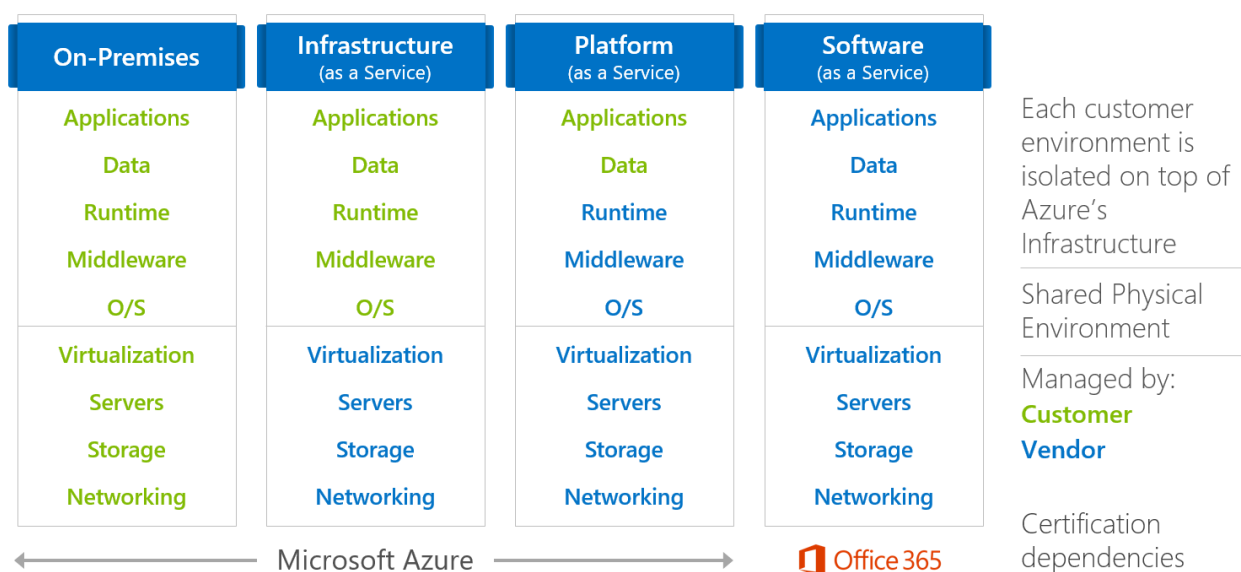 On-Premises
Applications
Data
Runtime
Middleware
O/S
Virtualization
Servers
Storage
Networking
Infrastructure
(as a Service)
Applications
Data
Runtime
Middleware
O/S
Virtualization
Servers
Storage
Networking
Platform
(as a Service)
Applications
Data
Runtime
Middleware
O/S
Virtualization
Servers
Storage
Networking
Software
(as a Service)
Applications
Data
Runtime
Middleware
O/S
Virtualization
Servers
Storage
Networking
Microsoft Azure
Office 365
Each customer
environment is
isolated on top of
Azure's
Infrastructure
Shared Physical
Environment
Managed by:
Customer
Vendor
Certification
dependencies